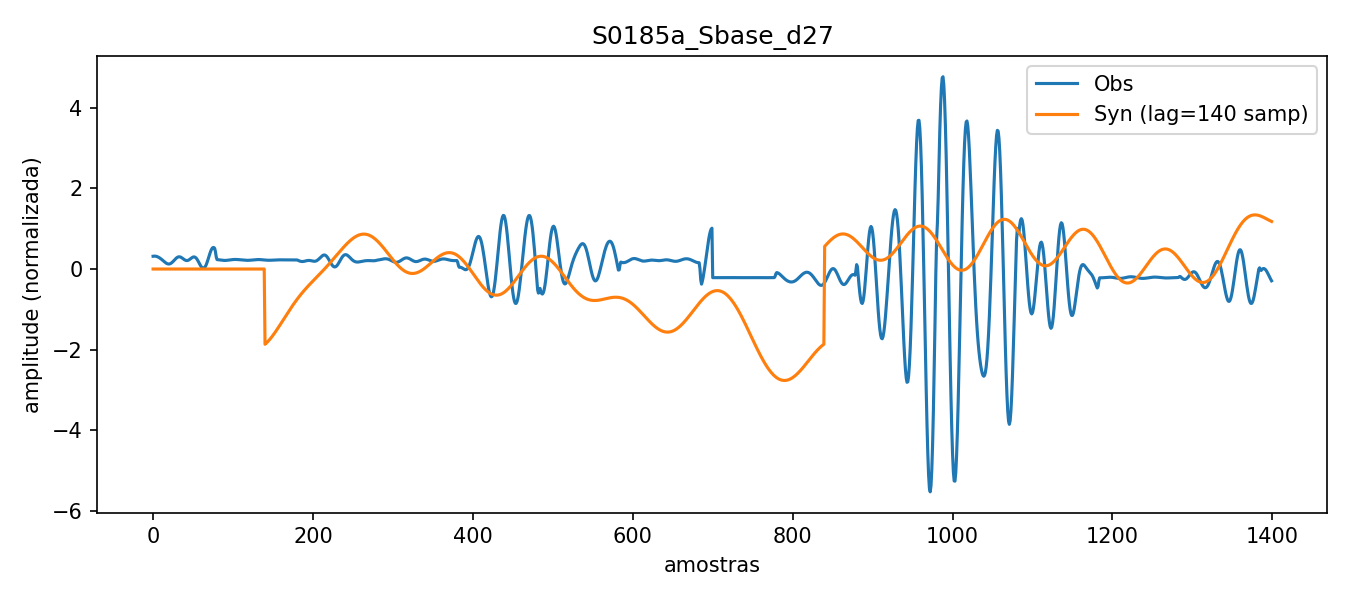 S0185a_Sbase_d27
Obs
Syn (lag=140 samp)
amplitude (normalizada)
4
2
0
−2
−4
−6
0 200 400 600 800 1000 1200 1400
amostras